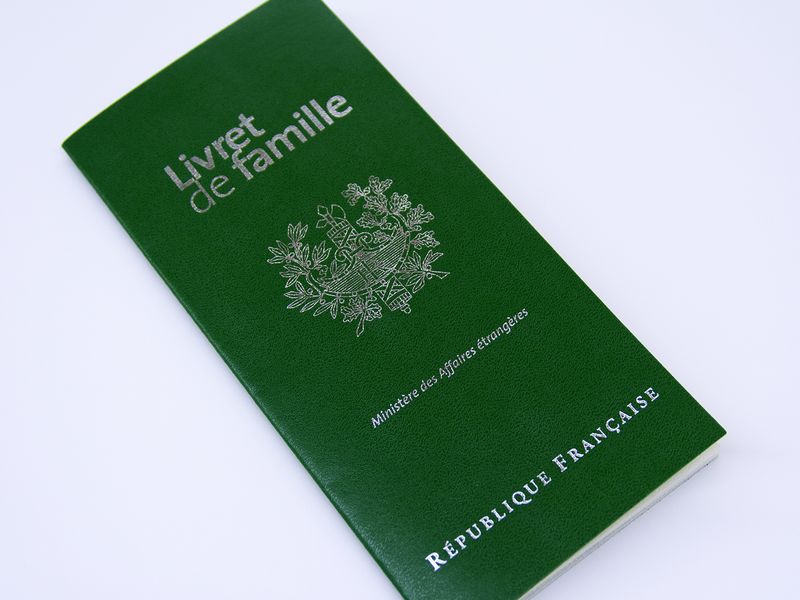 Livret
de famille
Ministère des Affaires étrangères
RÉPUBLIQUE FRANÇAISE